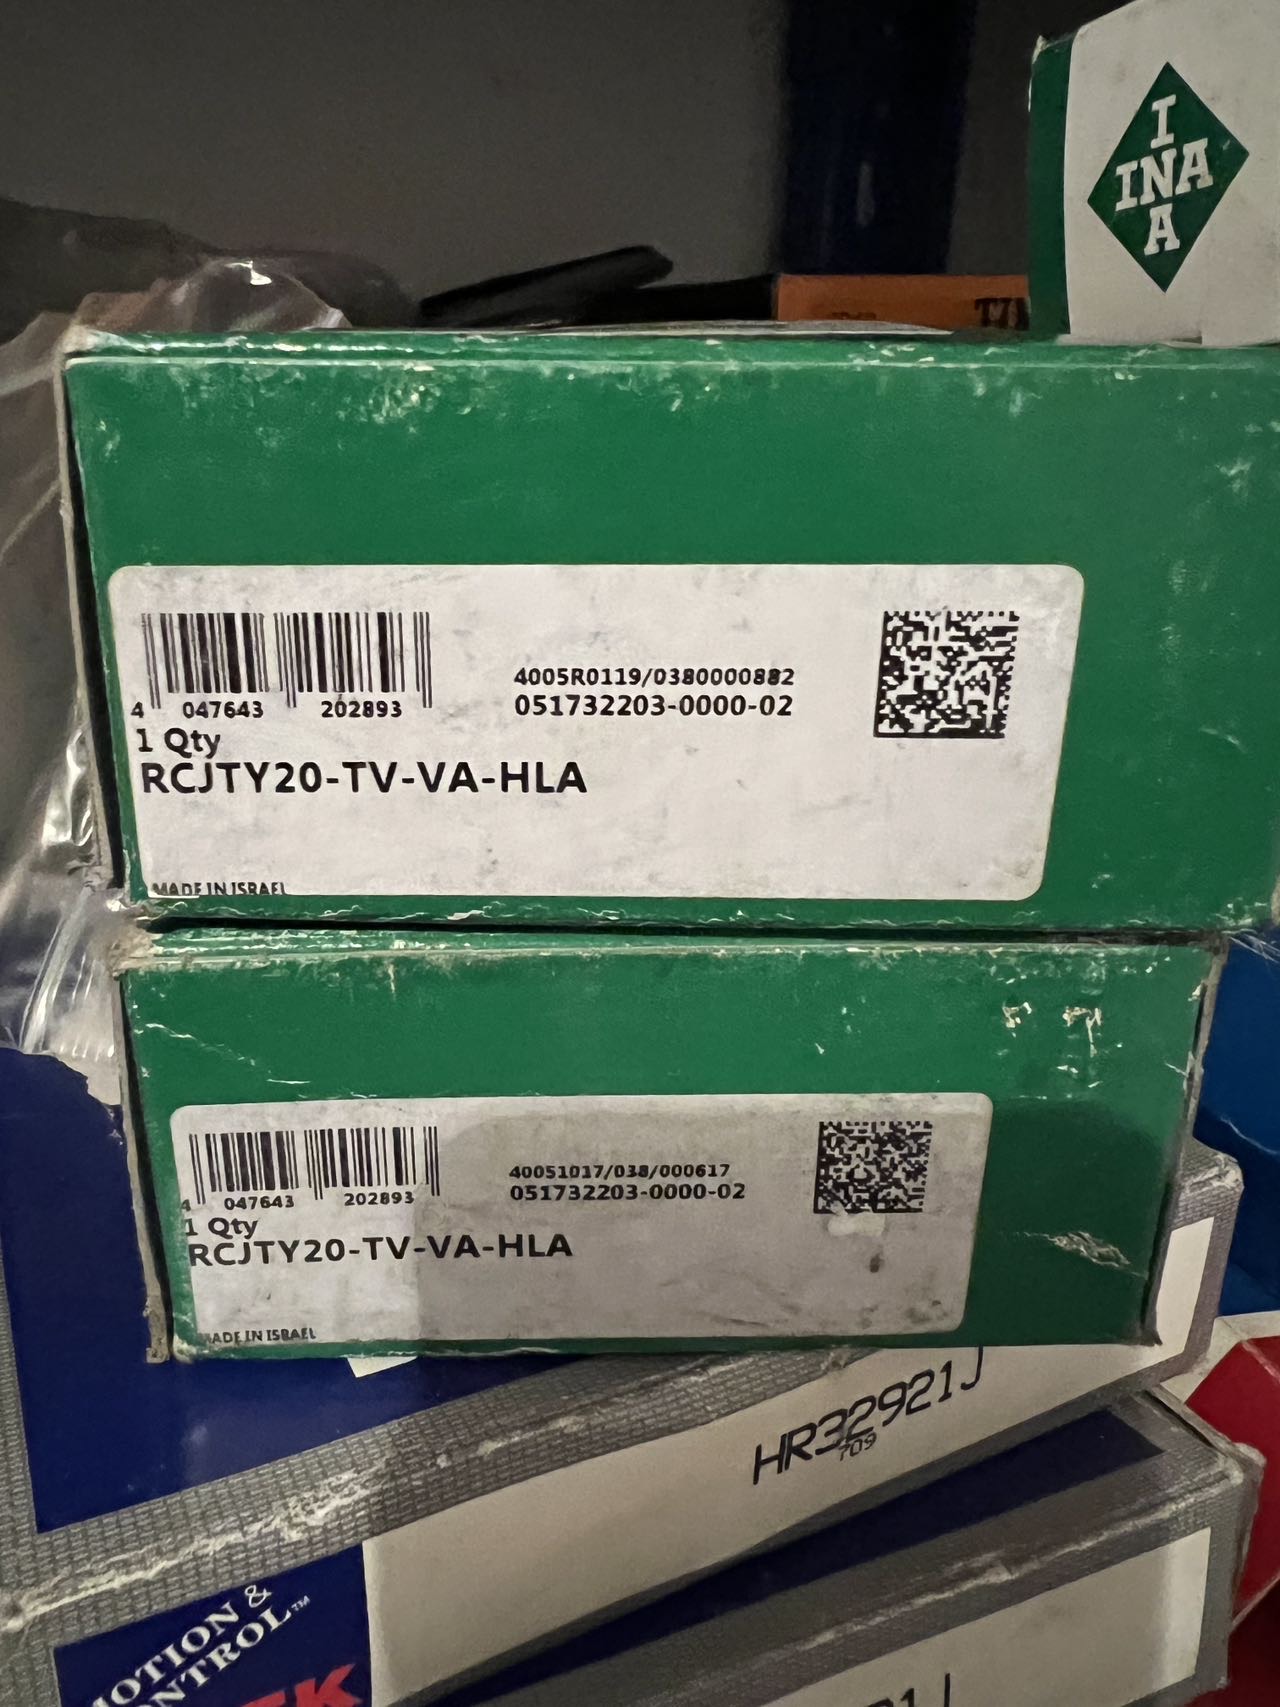 I
INA
A
4 047643 202893
4005R0119/0380000882
051732203-0000-02
1 Qty
RCJTY20-TV-VA-HLA
MADE IN ISRAEL
4 047643 202893
40051017/038/000617
051732203-0000-02
1 Qty
RCJTY20-TV-VA-HLA
MADE IN ISRAEL
HR32921J
709
MOTION &
CONTROL™